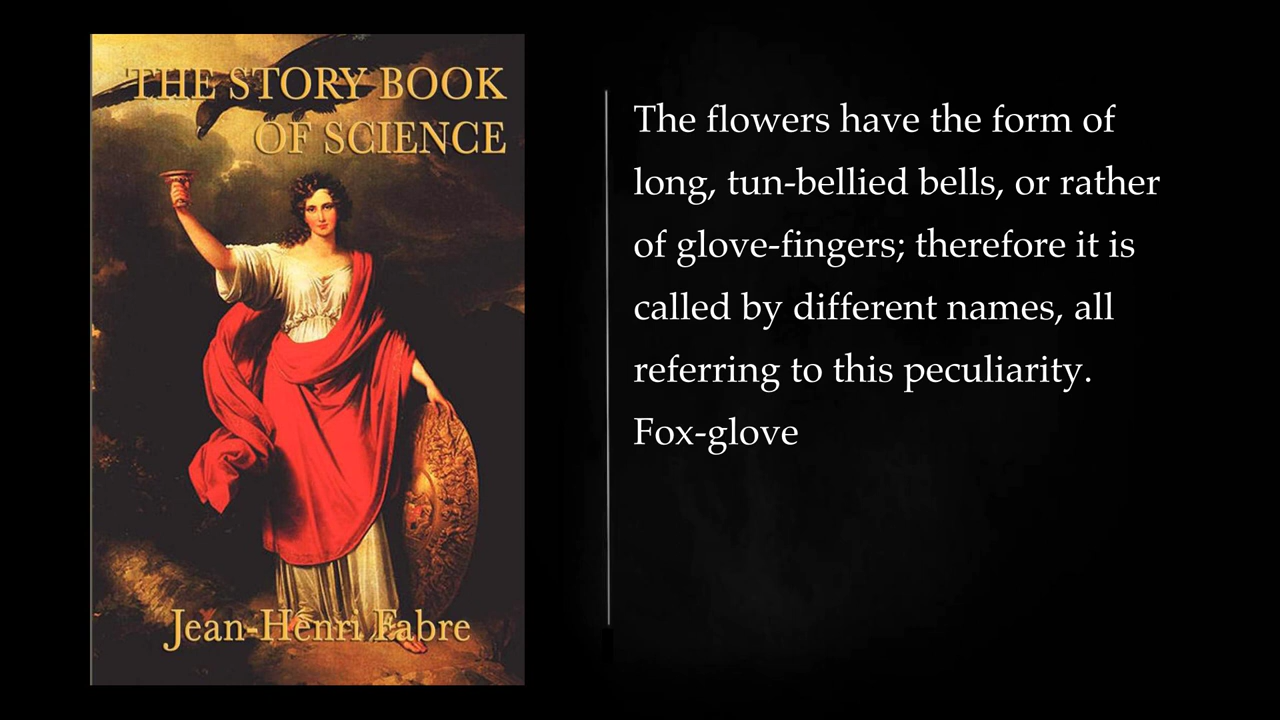 THE STORY BOOK
OF SCIENCE
Jean-Henri Fabre
The flowers have the form of
long, tun-bellied bells, or rather
of glove-fingers; therefore it is
called by different names, all
referring to this peculiarity.
Fox-glove